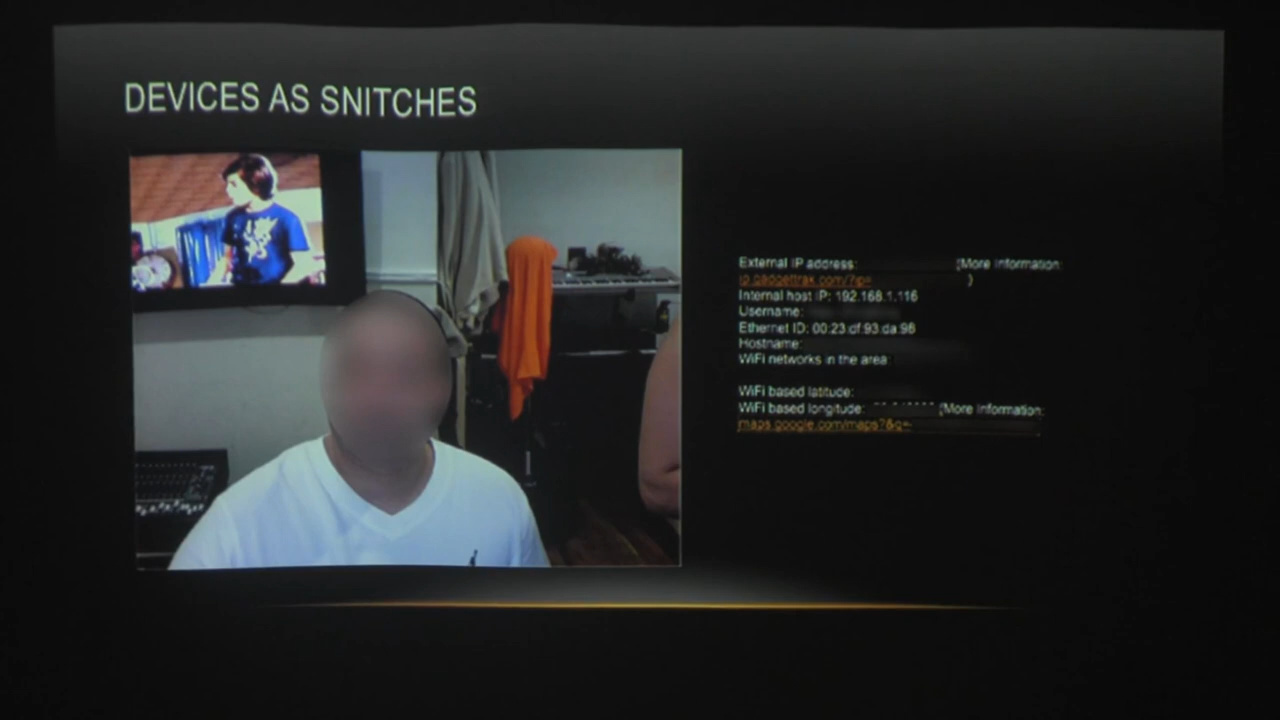 DEVICES AS SNITCHES
External IP address: (More Information:
ip.gadgettrak.com/?ip= )
Internal host IP: 192.168.1.116
Username:
Ethernet ID: 00:23:df:93:da:98
Hostname:
WiFi networks in the area:
WiFi based latitude:
WiFi based longitude: (More Information:
maps.google.com/maps?&q=